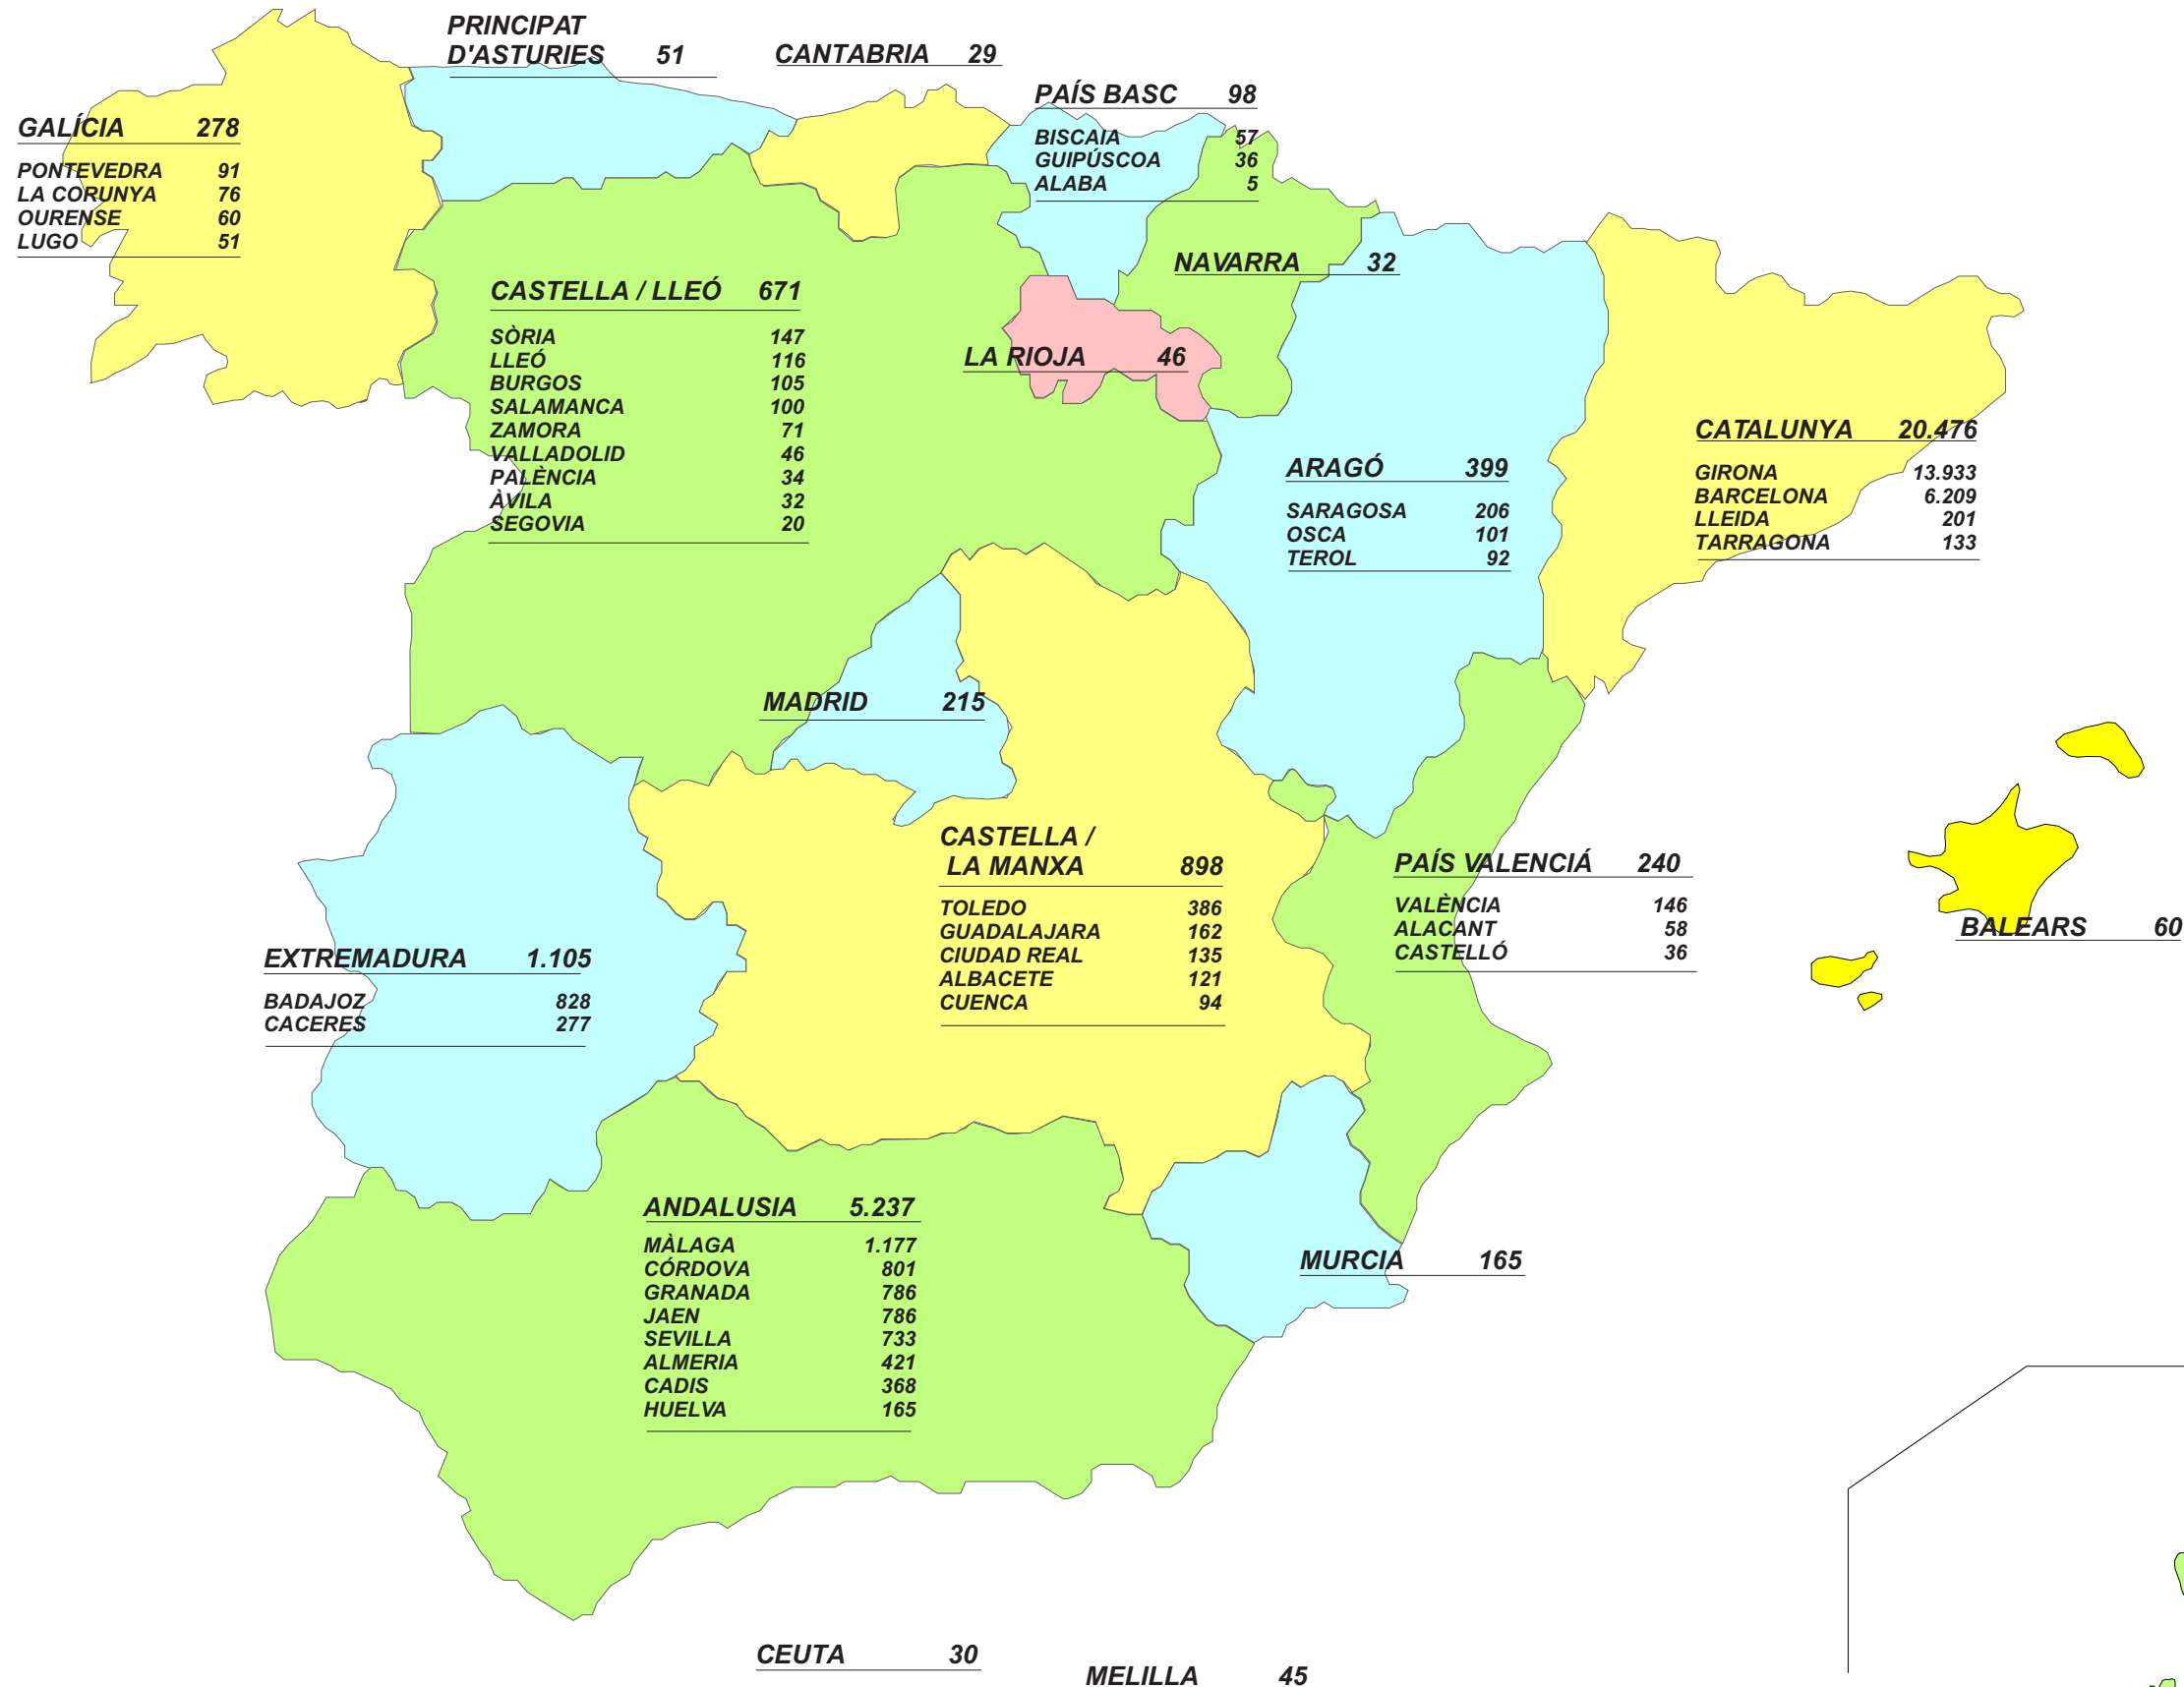 PRINCIPAT
D'ASTURIES 51
CANTABRIA 29
PAÍS BASC 98
BISCAIA 57
GUIPÚSCOA 36
ALABA 5
GALÍCIA 278
PONTEVEDRA 91
LA CORUNYA 76
OURENSE 60
LUGO 51
NAVARRA 32
CASTELLA / LLEÓ 671
SÒRIA 147
LLEÓ 116
BURGOS 105
SALAMANCA 100
ZAMORA 71
VALLADOLID 46
PALÈNCIA 34
ÀVILA 32
SEGOVIA 20
LA RIOJA 46
ARAGÓ 399
SARAGOSA 206
OSCA 101
TEROL 92
CATALUNYA 20.476
GIRONA 13.933
BARCELONA 6.209
LLEIDA 201
TARRAGONA 133
MADRID 215
CASTELLA /
LA MANXA 898
TOLEDO 386
GUADALAJARA 162
CIUDAD REAL 135
ALBACETE 121
CUENCA 94
PAÍS VALENCIÁ 240
VALÈNCIA 146
ALACANT 58
CASTELLÓ 36
BALEARS 60
EXTREMADURA 1.105
BADAJOZ 828
CACERES 277
ANDALUSIA 5.237
MÀLAGA 1.177
CÓRDOVA 801
GRANADA 786
JAEN 786
SEVILLA 733
ALMERIA 421
CADIS 368
HUELVA 165
MURCIA 165
CEUTA 30
MELILLA 45